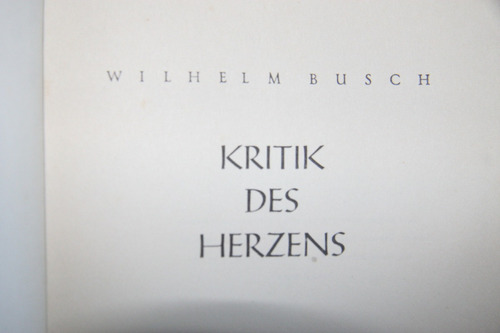 WILHELM BUSCH
KRITIK
DES
HERZENS